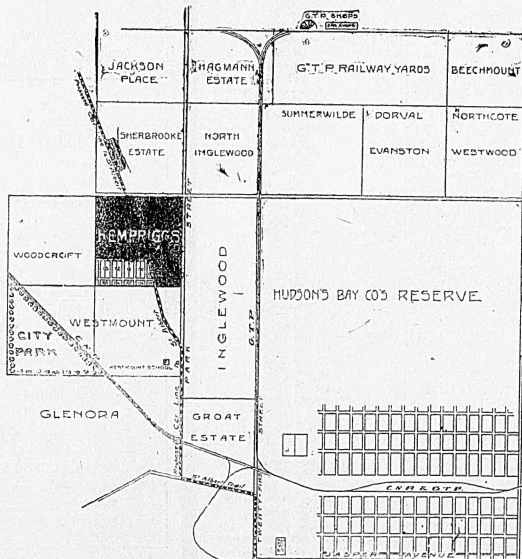 G.T.P. SHOPS
JACKSON
PLACE
HAGMANN
ESTATE
G.T.P. RAILWAY YARDS
BEECHMOUNT
SHERBROOKE
ESTATE
NORTH
INGLEWOOD
SUMMERWILDE
DORVAL
EVANSTON
NORTHCOTE
WESTWOOD
STREET
KEMPRIGGS
WOODCROFT
INGLEWOOD
HUDSON'S BAY CO'S RESERVE
G.T.P.
WESTMOUNT
CITY
PARK
WESTMOUNT SCHOOL
PARK
GLENORA
GROAT
ESTATE
STREET
St Albert Trail
C.N.R. & G.T.P.
JASPER AVENUE